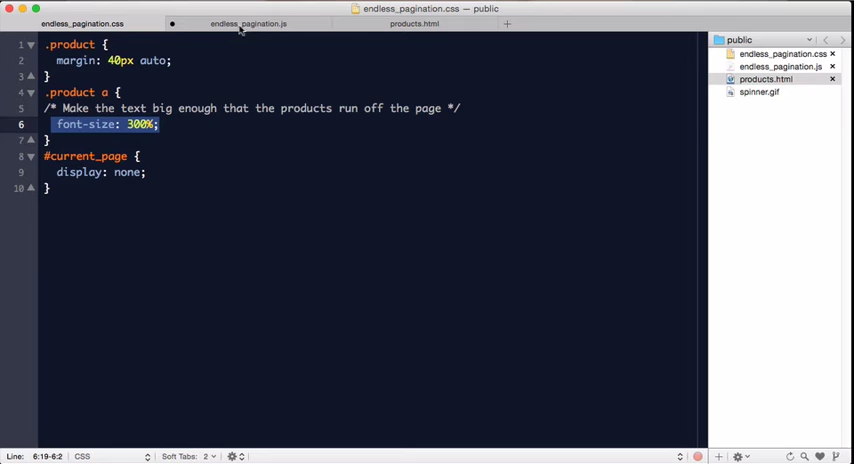 endless_pagination.css — public
endless_pagination.css
endless_pagination.js
products.html
1 .product {
2 margin: 40px auto;
3 }
4 .product a {
5 /* Make the text big enough that the products run off the page */
6 font-size: 300%;
7 }
8 #current_page {
9 display: none;
10 }
public
endless_pagination.css
endless_pagination.js
products.html
spinner.gif
Line: 6:19-6:2 CSS Soft Tabs: 2